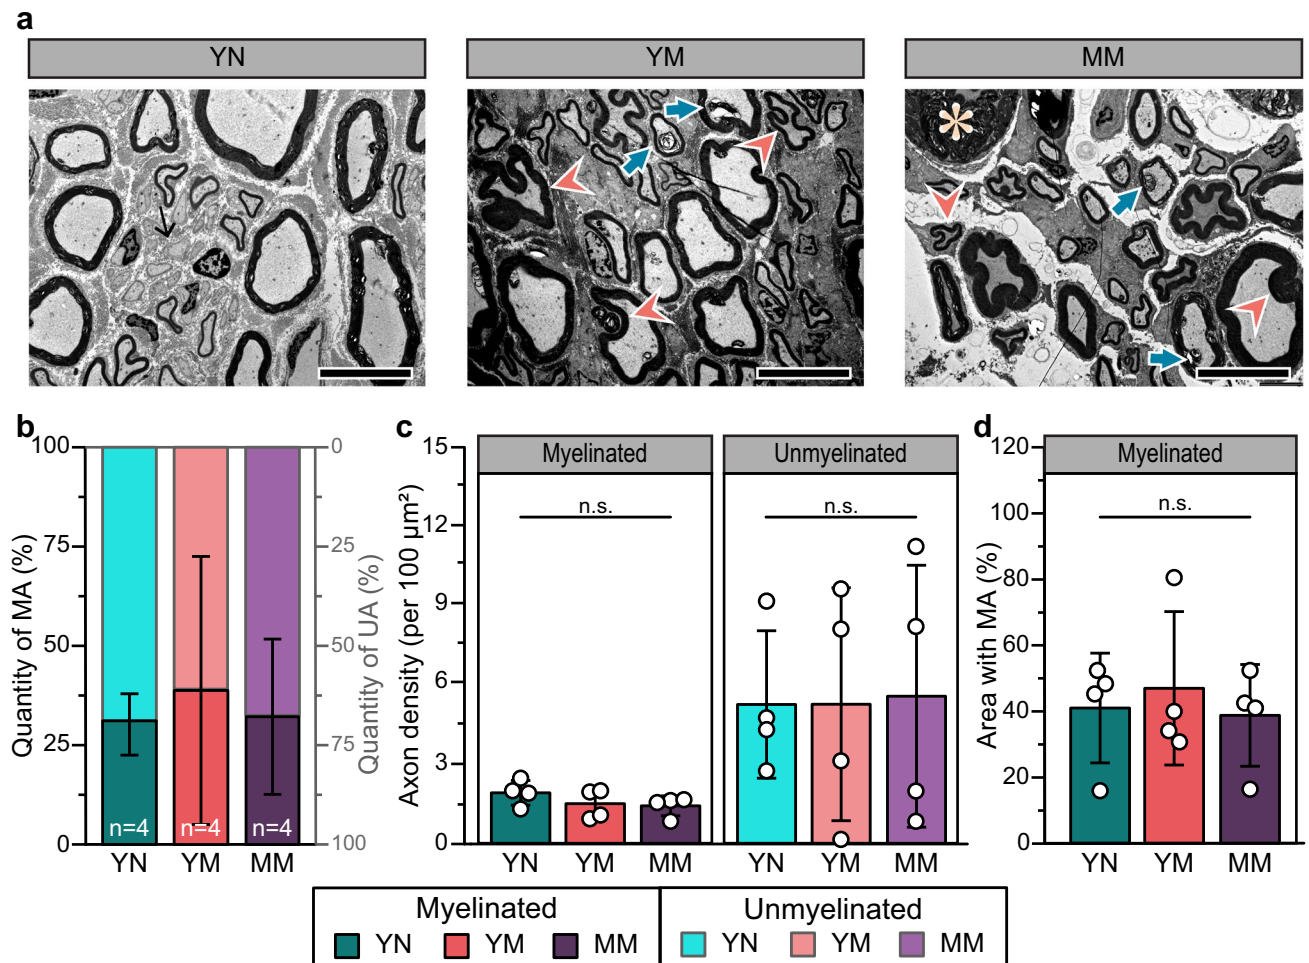 a
YN
YM
MM
b
100
75
50
25
0
Quantity of MA (%)
n=4
n=4
n=4
YN
YM
MM
0
25
50
75
100
Quantity of UA (%)
c
15
12
9
6
3
0
Axon density (per 100 µm²)
Myelinated
n.s.
YN
YM
MM
Unmyelinated
n.s.
YN
YM
MM
d
120
100
80
60
40
20
0
Area with MA (%)
Myelinated
n.s.
YN
YM
MM
Myelinated
YN YM MM
Unmyelinated
YN YM MM